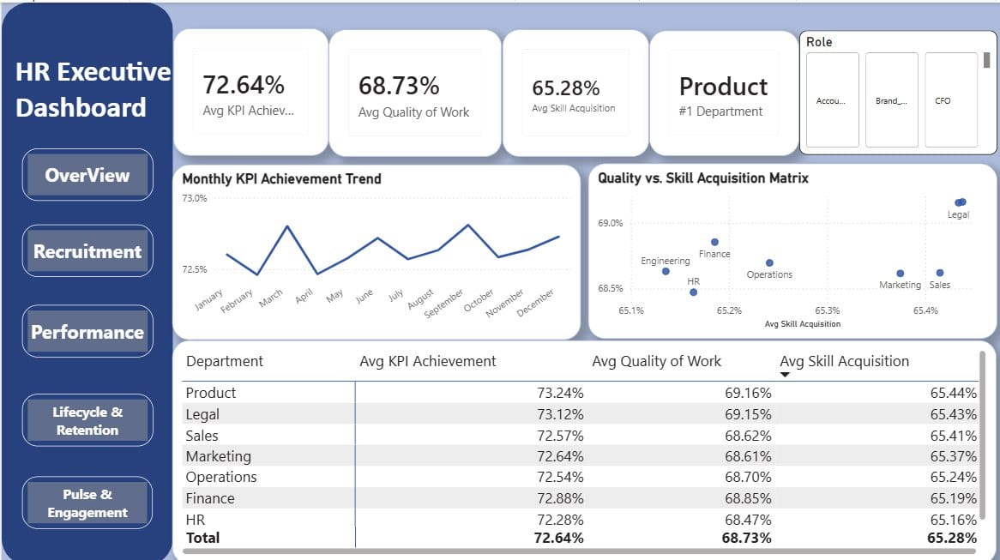 HR Executive
Dashboard
OverView
Recruitment
Performance
Lifecycle &
Retention
Pulse &
Engagement
72.64%
Avg KPI Achiev...
68.73%
Avg Quality of Work
65.28%
Avg Skill Acquisition
Product
#1 Department
Role
Accou...
Brand_...
CFO
Monthly KPI Achievement Trend
73.0%
72.5%
January
February
March
April
May
June
July
August
September
October
November
December
Quality vs. Skill Acquisition Matrix
69.0%
68.5%
Legal
Finance
Engineering
Operations
HR
Marketing
Sales
65.1%
65.2%
65.3%
65.4%
Avg Skill Acquisition
Department Avg KPI Achievement Avg Quality of Work Avg Skill Acquisition
Product 73.24% 69.16% 65.44%
Legal 73.12% 69.15% 65.43%
Sales 72.57% 68.62% 65.41%
Marketing 72.64% 68.61% 65.37%
Operations 72.54% 68.70% 65.24%
Finance 72.88% 68.85% 65.19%
HR 72.28% 68.47% 65.16%
Total 72.64% 68.73% 65.28%